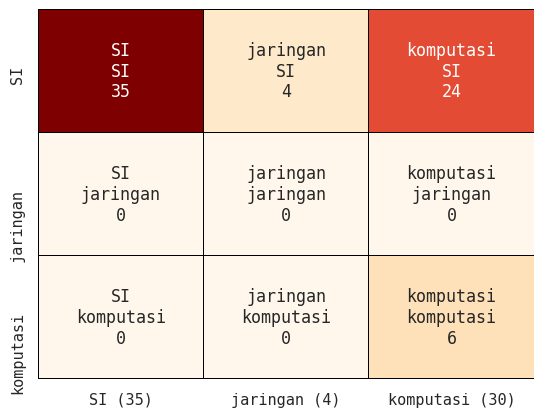 SI
SI
SI
35
jaringan
SI
4
komputasi
SI
24
jaringan
SI
jaringan
0
jaringan
jaringan
0
komputasi
jaringan
0
komputasi
SI
komputasi
0
jaringan
komputasi
0
komputasi
komputasi
6
SI (35)
jaringan (4)
komputasi (30)